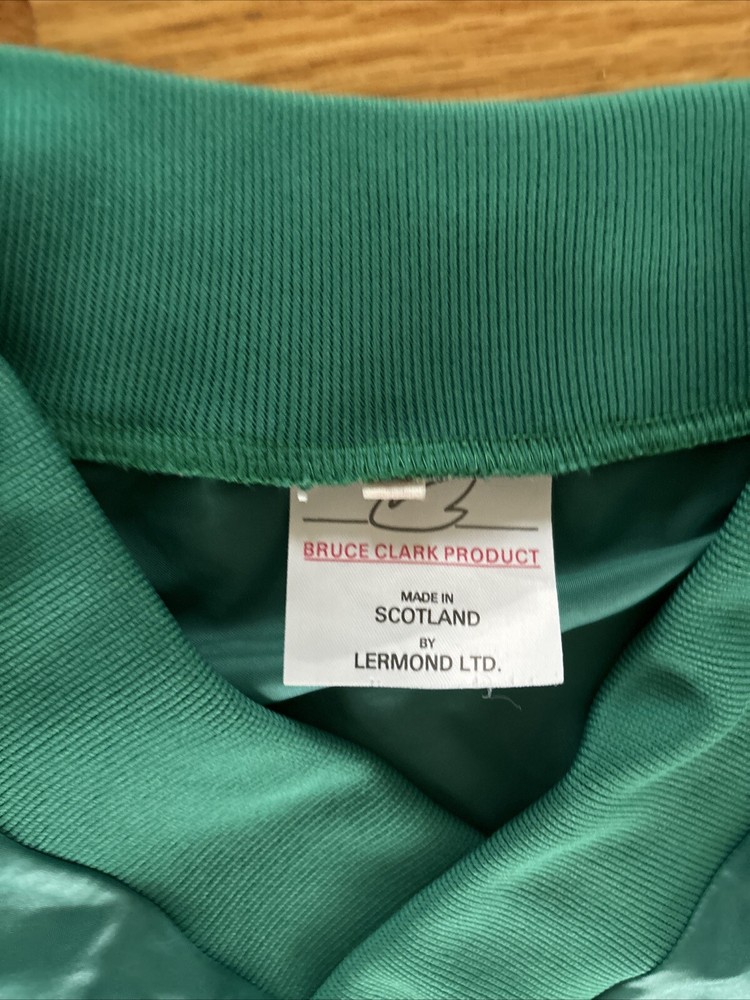 BRUCE CLARK PRODUCT
MADE IN
SCOTLAND
BY
LERMOND LTD.